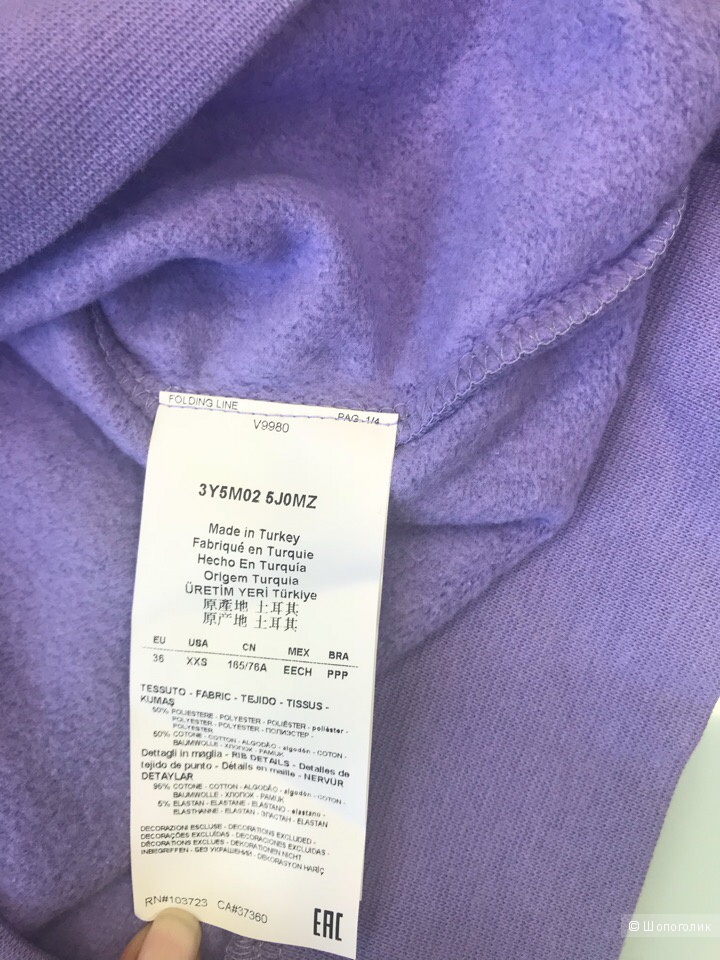 FOLDING LINE
PAG .1/4
V9980
3Y5M02 5J0MZ
Made in Turkey
Fabriqué en Turquie
Hecho En Turquía
Origem Turquia
ÜRETİM YERİ Türkiye
原產地 土耳其
原产地 土耳其
EU USA CN MEX BRA
36 XXS 165/76A EECH PPP
TESSUTO - FABRIC - TEJIDO - TISSUS -
KUMAŞ
50% POLIESTERE - POLYESTER - POLIÉSTER - poliéster -
POLYESTER - POLYESTER - ПОЛИЭСТЕР -
POLYESTER
50% COTONE - COTTON - ALGODÃO - algodón - COTON -
BAUMWOLLE - ХЛОПОК - PAMUK
Dettagli in maglia - RIB DETAILS - Detalles de
tejido de punto - Détails en maille - NERVÜR
DETAYLAR
95% COTONE - COTTON - ALGODÃO - algodón - COTON -
BAUMWOLLE - ХЛОПОК - PAMUK
5% ELASTAN - ELASTANE - ELASTANO - elastano -
ELASTHANNE - ELASTAN - ЭЛАСТАН - ELASTAN
DECORAZIONI ESCLUSE - DECORATIONS EXCLUDED -
DECORAÇÕES EXCLUÍDAS - DECORACIONES EXCLUIDAS -
DÉCORATIONS EXCLUES - DEKORATIONEN NICHT
INBEGRIFFEN - БЕЗ УКРАШЕНИЙ - DEKORASYON HARİÇ
RN#103723 CA#37360
EAC
© Шопоголик